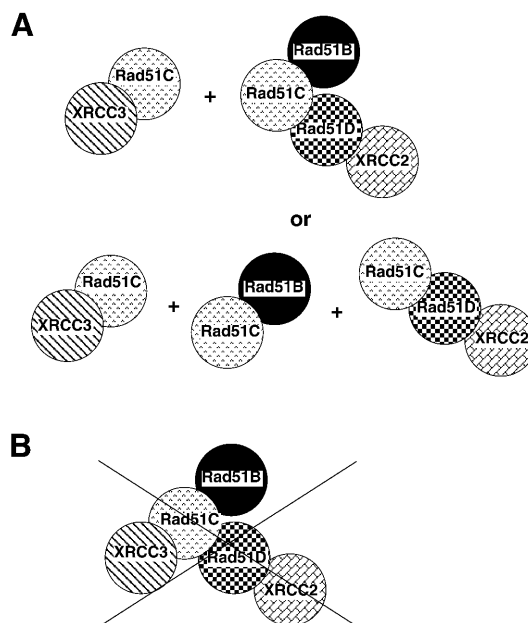 A
Rad51B
Rad51C
Rad51C
XRCC3
+
Rad51D
XRCC2
or
Rad51C
Rad51C
Rad51B
XRCC3
+
+
Rad51D
Rad51C
XRCC2
B
Rad51B
Rad51C
XRCC3
Rad51D
XRCC2